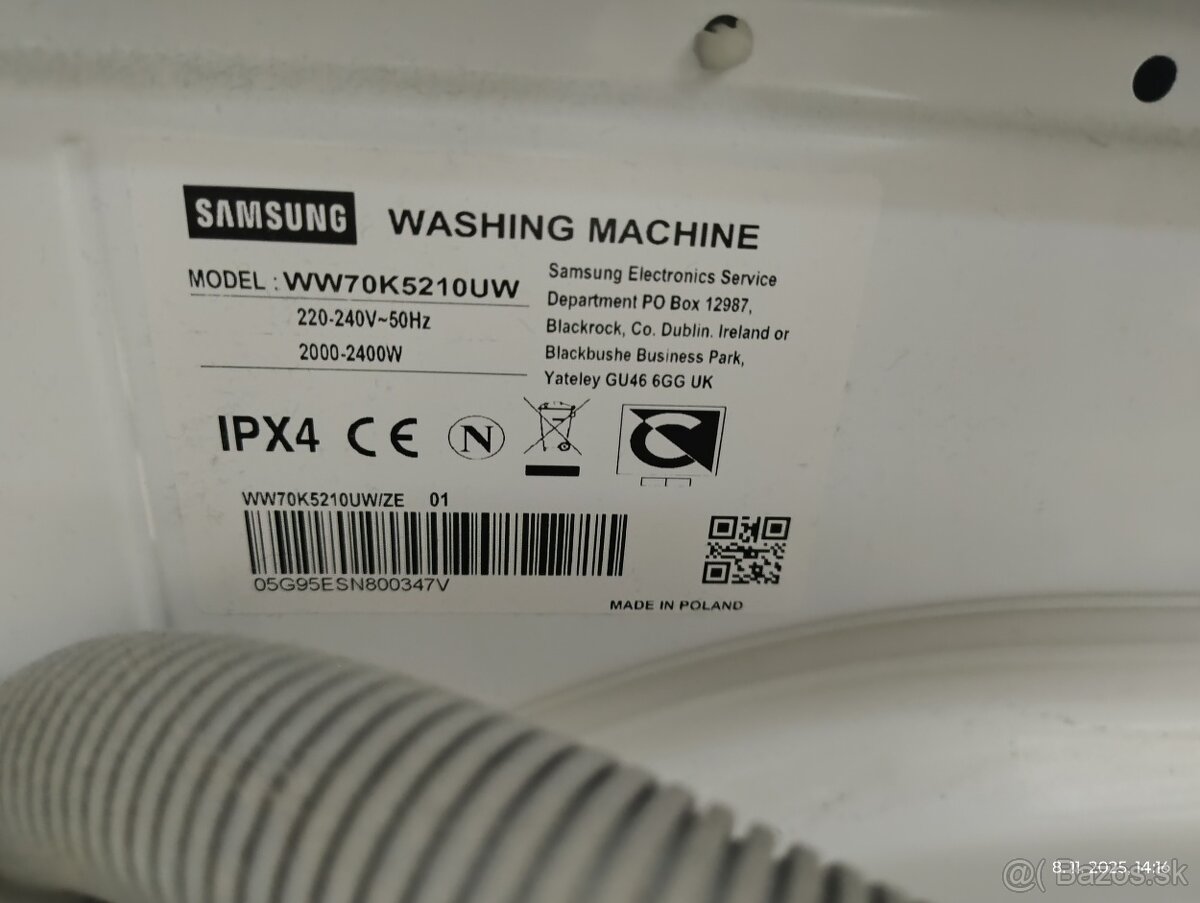 SAMSUNG WASHING MACHINE
MODEL : WW70K5210UW
220-240V~50Hz
2000-2400W
Samsung Electronics Service
Department PO Box 12987,
Blackrock, Co. Dublin. Ireland or
Blackbushe Business Park,
Yateley GU46 6GG UK
IPX4 CE N
WW70K5210UW/ZE 01
05G95ESN800347V
MADE IN POLAND
8. 11. 2025, 14:16
@( Bazos.sk